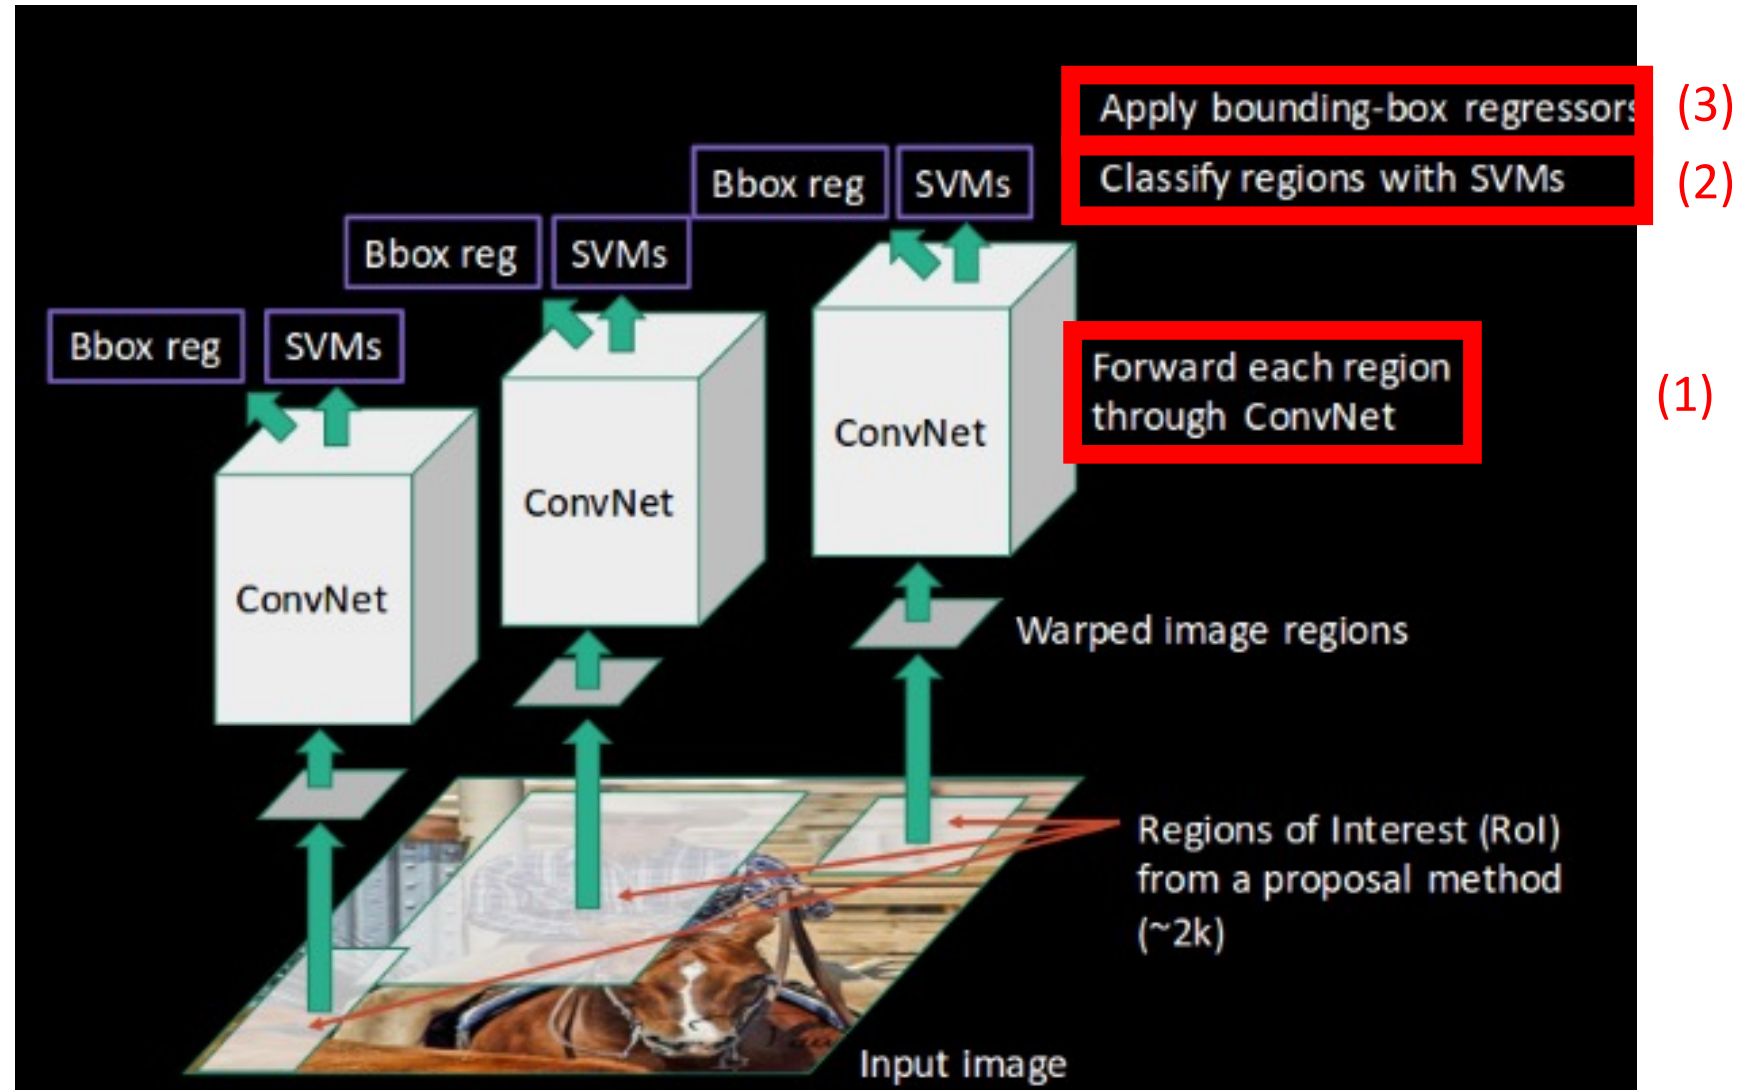 Apply bounding-box regressors
(3)
Bbox reg
SVMs
Classify regions with SVMs
(2)
Bbox reg
SVMs
Bbox reg
SVMs
Forward each region
through ConvNet
(1)
ConvNet
ConvNet
ConvNet
Warped image regions
Regions of Interest (RoI)
from a proposal method
(~2k)
Input image